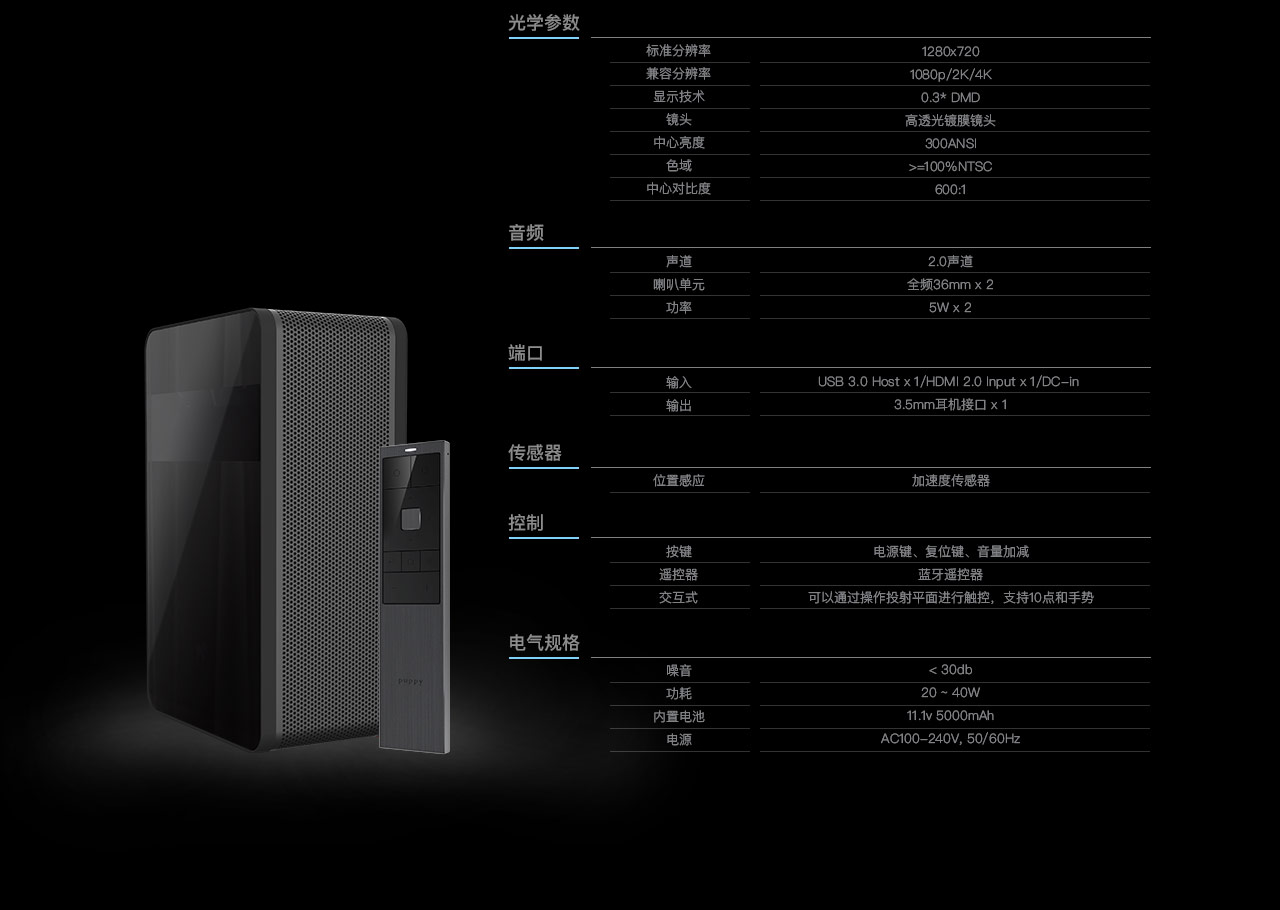 光学参数
标准分辨率 1280x720
兼容分辨率 1080p/2K/4K
显示技术 0.3* DMD
镜头 高透光镀膜镜头
中心亮度 300ANSI
色域 >=100%NTSC
中心对比度 600:1
音频
声道 2.0声道
喇叭单元 全频36mm x 2
功率 5W x 2
端口
输入 USB 3.0 Host x 1/HDMI 2.0 Input x 1/DC-in
输出 3.5mm耳机接口 x 1
传感器
位置感应 加速度传感器
控制
按键 电源键、复位键、音量加减
遥控器 蓝牙遥控器
交互式 可以通过操作投射平面进行触控，支持10点和手势
电气规格
噪音 < 30db
功耗 20 ~ 40W
内置电池 11.1v 5000mAh
电源 AC100-240V, 50/60Hz
puppy